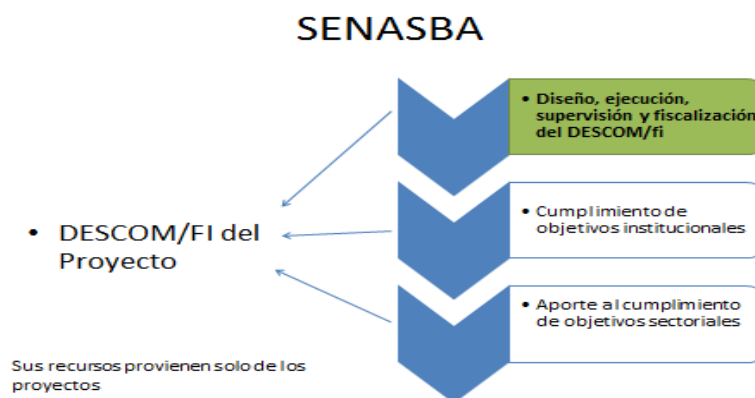 SENASBA
• Diseño, ejecución,
supervisión y fiscalización
del DESCOM/fi
• DESCOM/FI del
Proyecto
• Cumplimiento de
objetivos institucionales
• Aporte al cumplimiento
de objetivos sectoriales
Sus recursos provienen solo de los
proyectos